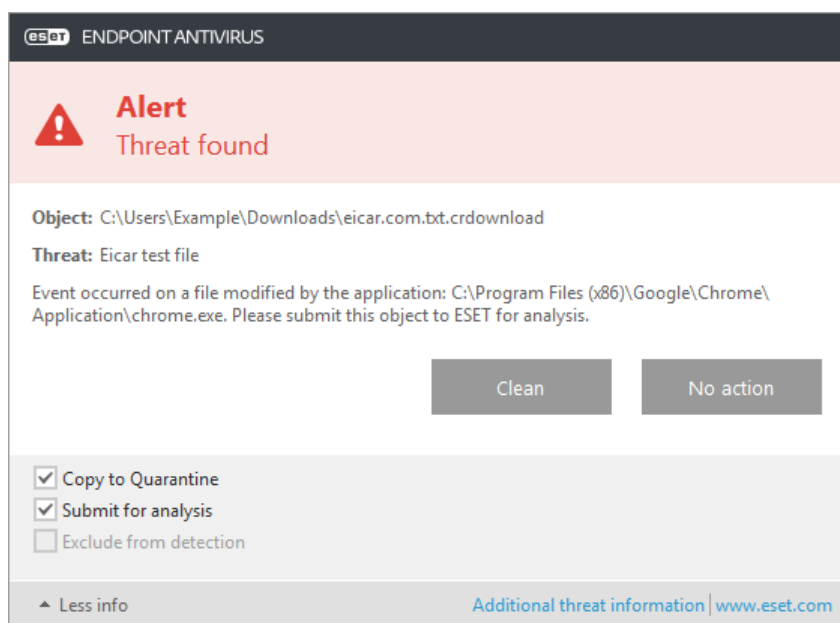 eset ENDPOINT ANTIVIRUS
Alert
Threat found
Object: C:\Users\Example\Downloads\eicar.com.txt.crdownload
Threat: Eicar test file
Event occurred on a file modified by the application: C:\Program Files (x86)\Google\Chrome\
Application\chrome.exe. Please submit this object to ESET for analysis.
Clean No action
Copy to Quarantine
Submit for analysis
Exclude from detection
Less info Additional threat information | www.eset.com